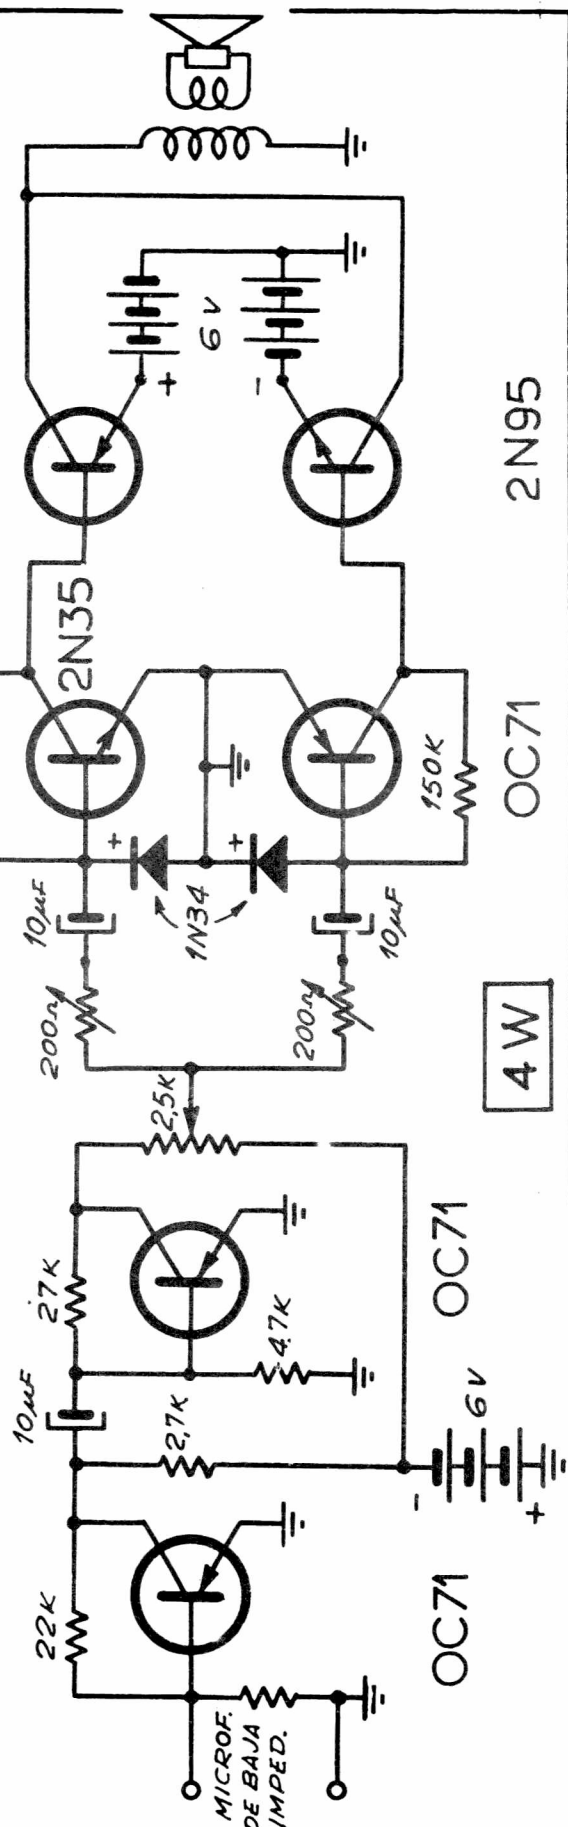 MICROF.
DE BAJA
IMPED.
22K
OC71
10µF
2,7K
27K
4.7K
OC71
-
6V
+
2,5K
200Ω
200Ω
10µF
10µF
+
+
1N34
2N35
150K
OC71
+
6V
-
2N95
4W